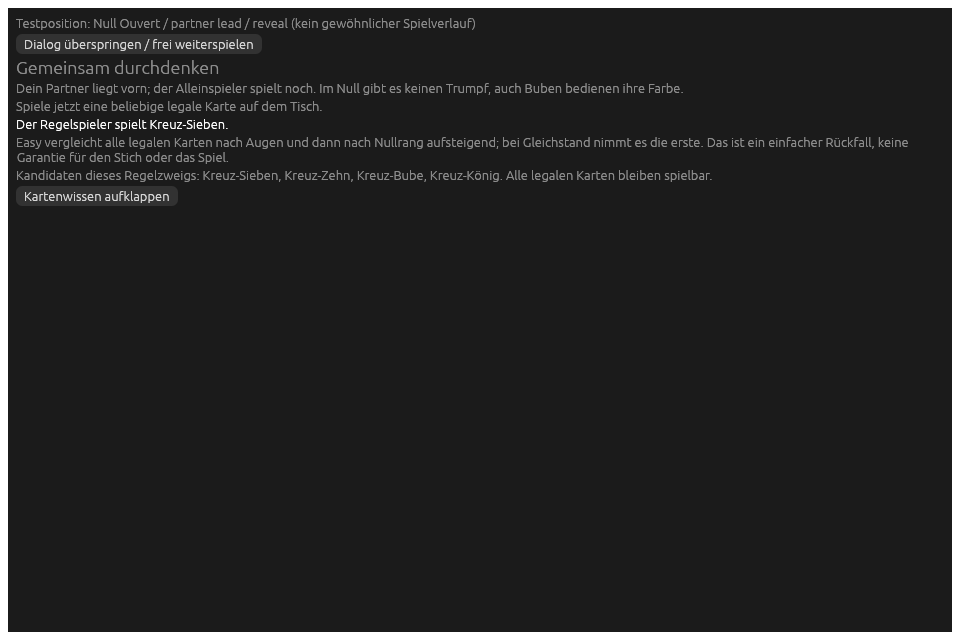 Testposition: Null Ouvert / partner lead / reveal (kein gewöhnlicher Spielverlauf)
Dialog überspringen / frei weiterspielen
Gemeinsam durchdenken
Dein Partner liegt vorn; der Alleinspieler spielt noch. Im Null gibt es keinen Trumpf, auch Buben bedienen ihre Farbe.
Spiele jetzt eine beliebige legale Karte auf dem Tisch.
Der Regelspieler spielt Kreuz-Sieben.
Easy vergleicht alle legalen Karten nach Augen und dann nach Nullrang aufsteigend; bei Gleichstand nimmt es die erste. Das ist ein einfacher Rückfall, keine
Garantie für den Stich oder das Spiel.
Kandidaten dieses Regelzweigs: Kreuz-Sieben, Kreuz-Zehn, Kreuz-Bube, Kreuz-König. Alle legalen Karten bleiben spielbar.
Kartenwissen aufklappen